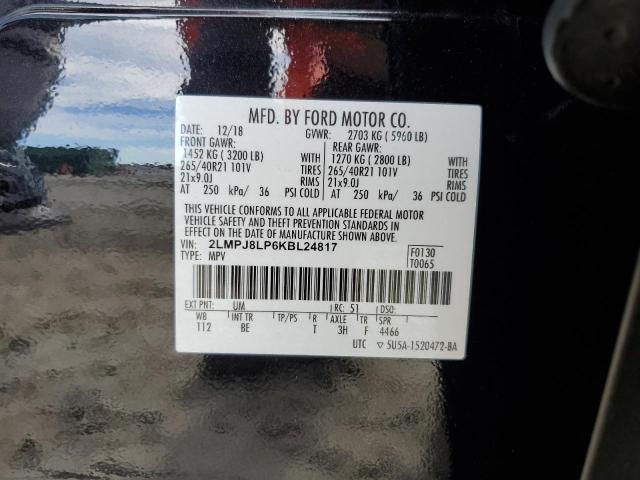 MFD. BY FORD MOTOR CO.
DATE: 12/18 GVWR: 2703 KG ( 5960 LB)
FRONT GAWR: REAR GAWR:
1452 KG ( 3200 LB) WITH 1270 KG ( 2800 LB) WITH
265/40R21 101V TIRES 265/40R21 101V TIRES
21x9.0J RIMS 21x9.0J RIMS
AT 250 kPa/ 36 PSI COLD AT 250 kPa/ 36 PSI COLD
THIS VEHICLE CONFORMS TO ALL APPLICABLE FEDERAL MOTOR
VEHICLE SAFETY AND THEFT PREVENTION STANDARDS IN
EFFECT ON THE DATE OF MANUFACTURE SHOWN ABOVE.
VIN: 2LMPJ8LP6KBL24817 F0130
TYPE: MPV T0065
EXT PNT: UM RC: 51 DSO:
WB INT TR TP/PS R AXLE TR SPR
112 BE T 3H F 4466
UTC ▽ 5U5A-1520472-BA